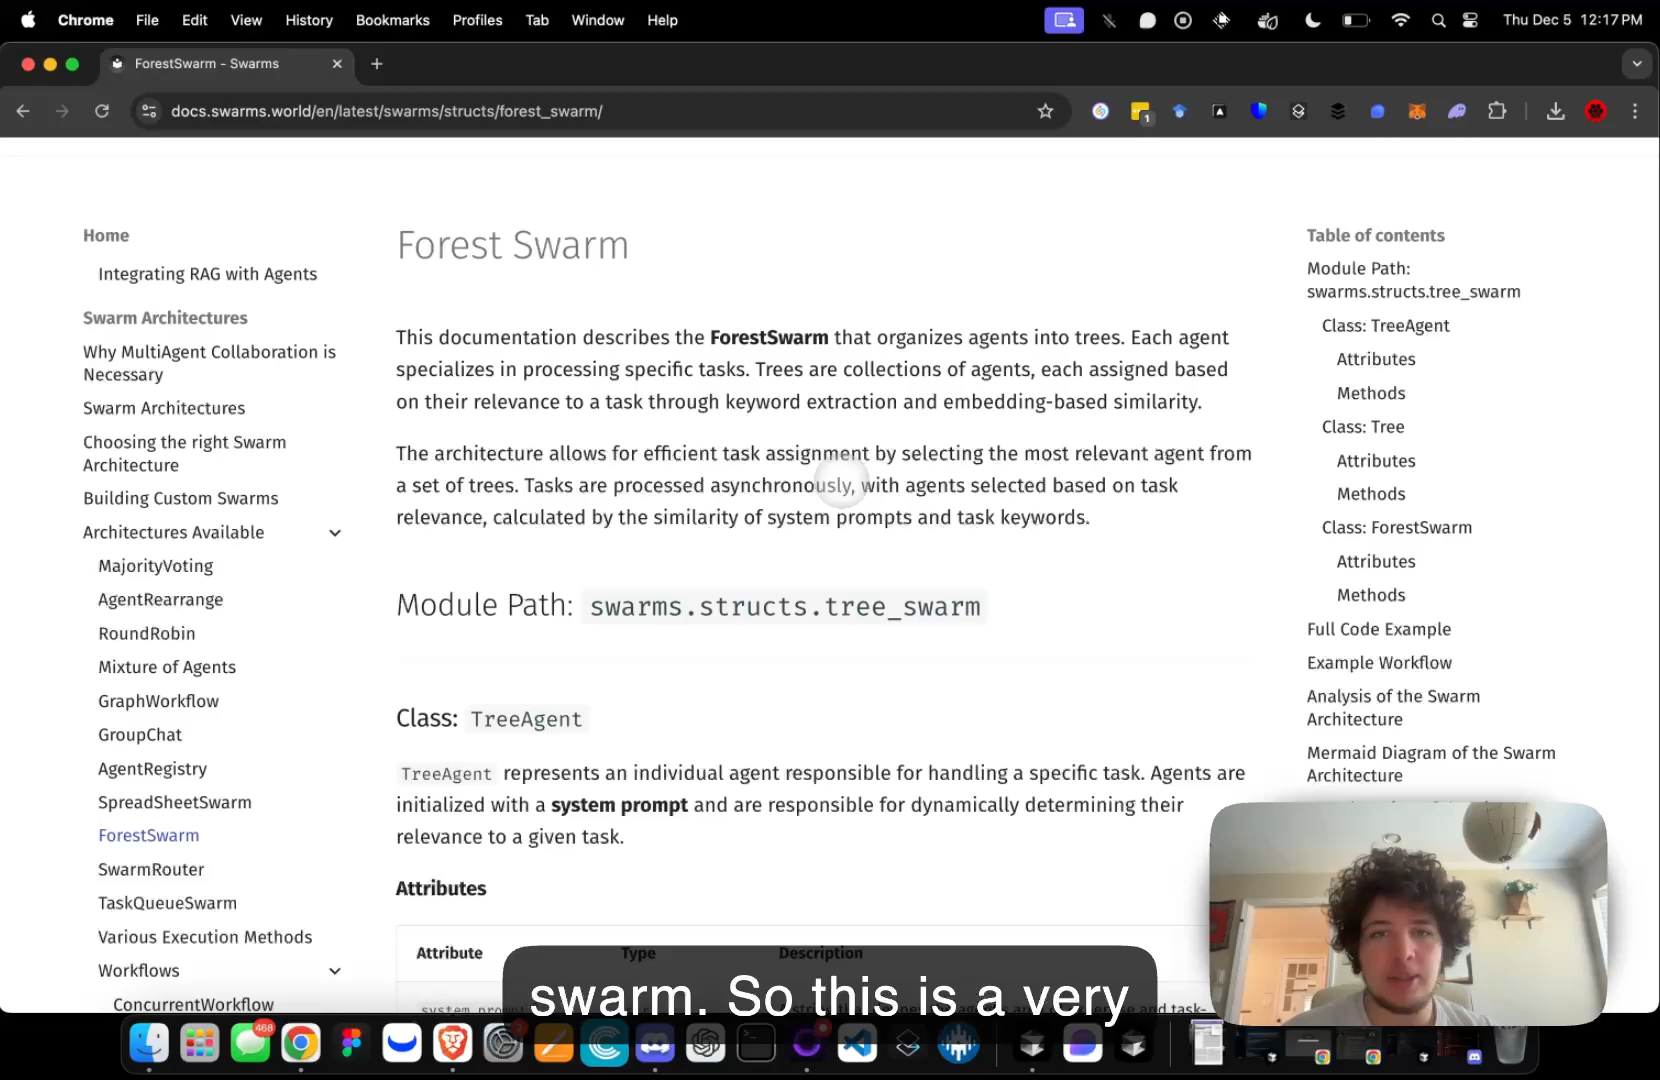 Chrome File Edit View History Bookmarks Profiles Tab Window Help Thu Dec 5 12:17 PM
ForestSwarm - Swarms
docs.swarms.world/en/latest/swarms/structs/forest_swarm/
1
Home
Integrating RAG with Agents
Swarm Architectures
Why MultiAgent Collaboration is
Necessary
Swarm Architectures
Choosing the right Swarm
Architecture
Building Custom Swarms
Architectures Available
MajorityVoting
AgentRearrange
RoundRobin
Mixture of Agents
GraphWorkflow
GroupChat
AgentRegistry
SpreadSheetSwarm
ForestSwarm
SwarmRouter
TaskQueueSwarm
Various Execution Methods
Workflows
ConcurrentWorkflow
Forest Swarm
This documentation describes the ForestSwarm that organizes agents into trees. Each agent
specializes in processing specific tasks. Trees are collections of agents, each assigned based
on their relevance to a task through keyword extraction and embedding-based similarity.
The architecture allows for efficient task assignment by selecting the most relevant agent from
a set of trees. Tasks are processed asynchronously, with agents selected based on task
relevance, calculated by the similarity of system prompts and task keywords.
Module Path: swarms.structs.tree_swarm
Class: TreeAgent
TreeAgent represents an individual agent responsible for handling a specific task. Agents are
initialized with a system prompt and are responsible for dynamically determining their
relevance to a given task.
Attributes
Attribute Type Description
Table of contents
Module Path:
swarms.structs.tree_swarm
Class: TreeAgent
Attributes
Methods
Class: Tree
Attributes
Methods
Class: ForestSwarm
Attributes
Methods
Full Code Example
Example Workflow
Analysis of the Swarm
Architecture
Mermaid Diagram of the Swarm
Architecture
swarm. So this is a very
468